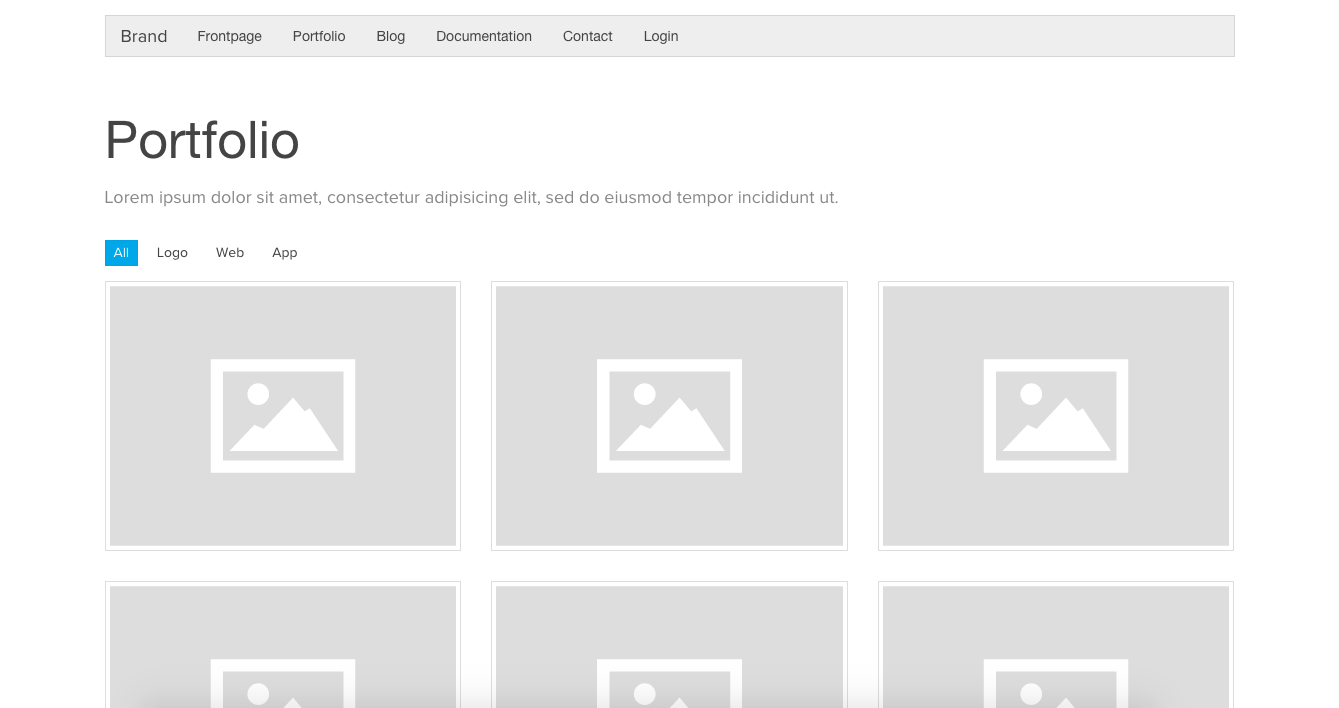 Brand Frontpage Portfolio Blog Documentation Contact Login
Portfolio
Lorem ipsum dolor sit amet, consectetur adipisicing elit, sed do eiusmod tempor incididunt ut.
All Logo Web App